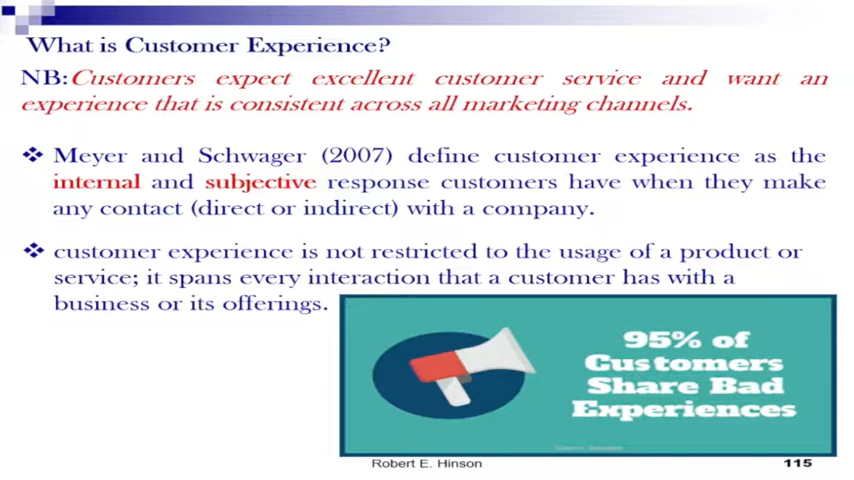 What is Customer Experience?
NB:Customers expect excellent customer service and want an
experience that is consistent across all marketing channels.
❖ Meyer and Schwager (2007) define customer experience as the
internal and subjective response customers have when they make
any contact (direct or indirect) with a company.
❖ customer experience is not restricted to the usage of a product or
service; it spans every interaction that a customer has with a
business or its offerings.
95% of
Customers
Share Bad
Experiences
Robert E. Hinson
115